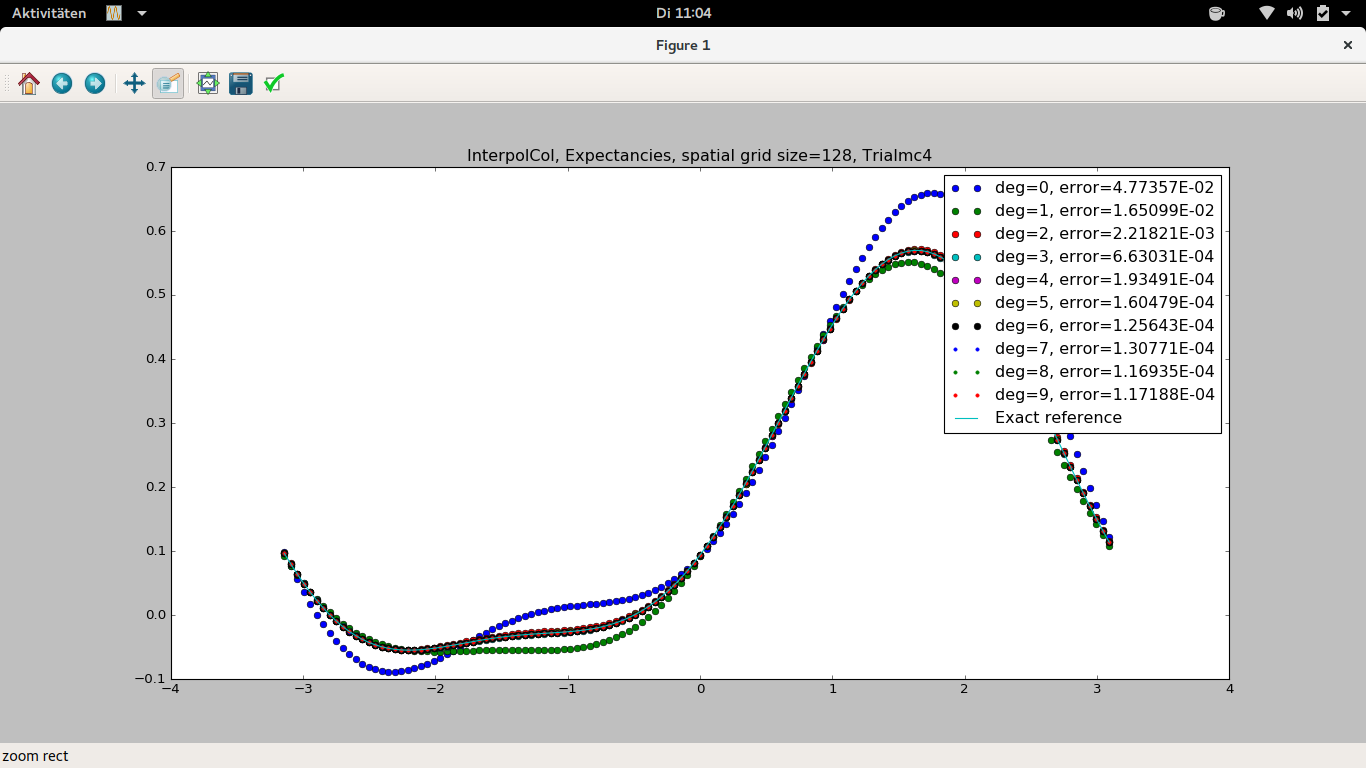 Aktivitäten
Di 11:04
Figure 1
InterpolCol, Expectancies, spatial grid size=128, Trialmc4
0.7
0.6
0.5
0.4
0.3
0.2
0.1
0.0
−0.1
−4 −3 −2 −1 0 1 2 3 4
deg=0, error=4.77357E-02
deg=1, error=1.65099E-02
deg=2, error=2.21821E-03
deg=3, error=6.63031E-04
deg=4, error=1.93491E-04
deg=5, error=1.60479E-04
deg=6, error=1.25643E-04
deg=7, error=1.30771E-04
deg=8, error=1.16935E-04
deg=9, error=1.17188E-04
Exact reference
zoom rect